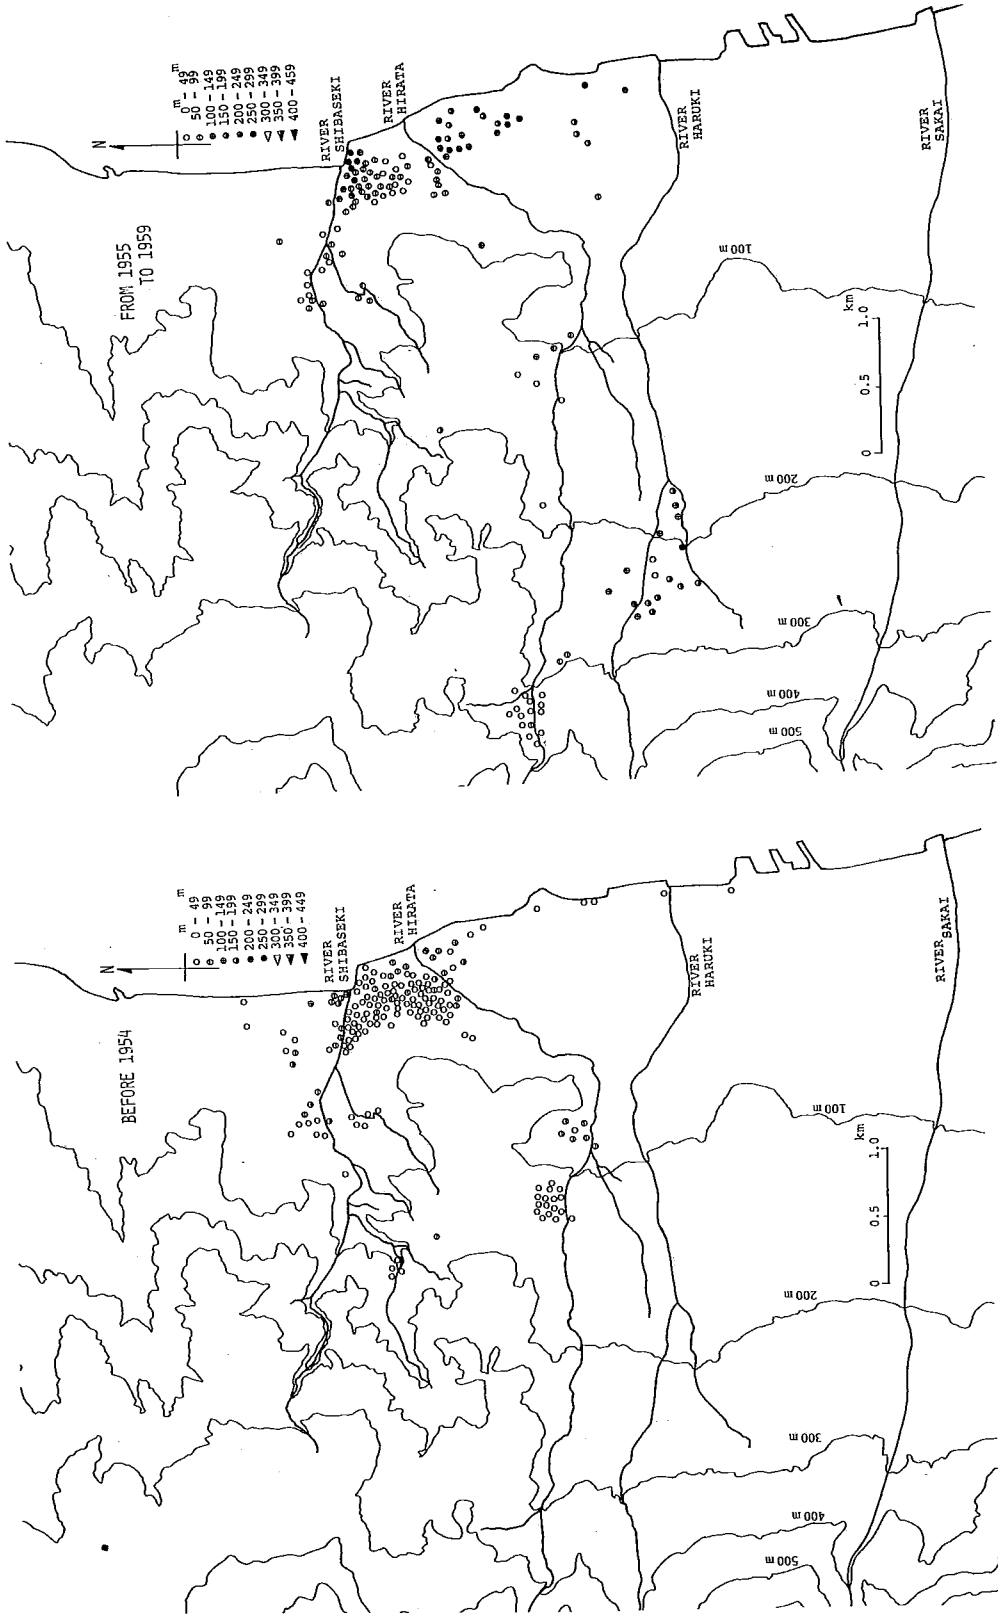 m m
○ 0 - 49
50 - 99
100 - 149
150 - 199
200 - 249
250 - 299
300 - 349
350 - 399
400 - 459
N
RIVER
SHIBASEKI
RIVER
HIRATA
RIVER
HARUKI
RIVER
SAKAI
FROM 1955
TO 1959
100 m
200 m
300 m
400 m
500 m
km
0 0.5 1.0
m m
○ 0 - 49
50 - 99
100 - 149
150 - 199
200 - 249
250 - 299
300 - 349
350 - 399
400 - 449
N
RIVER
SHIBASEKI
RIVER
HIRATA
RIVER
HARUKI
RIVER SAKAI
BEFORE 1954
100 m
200 m
300 m
400 m
500 m
km
0 0.5 1.0